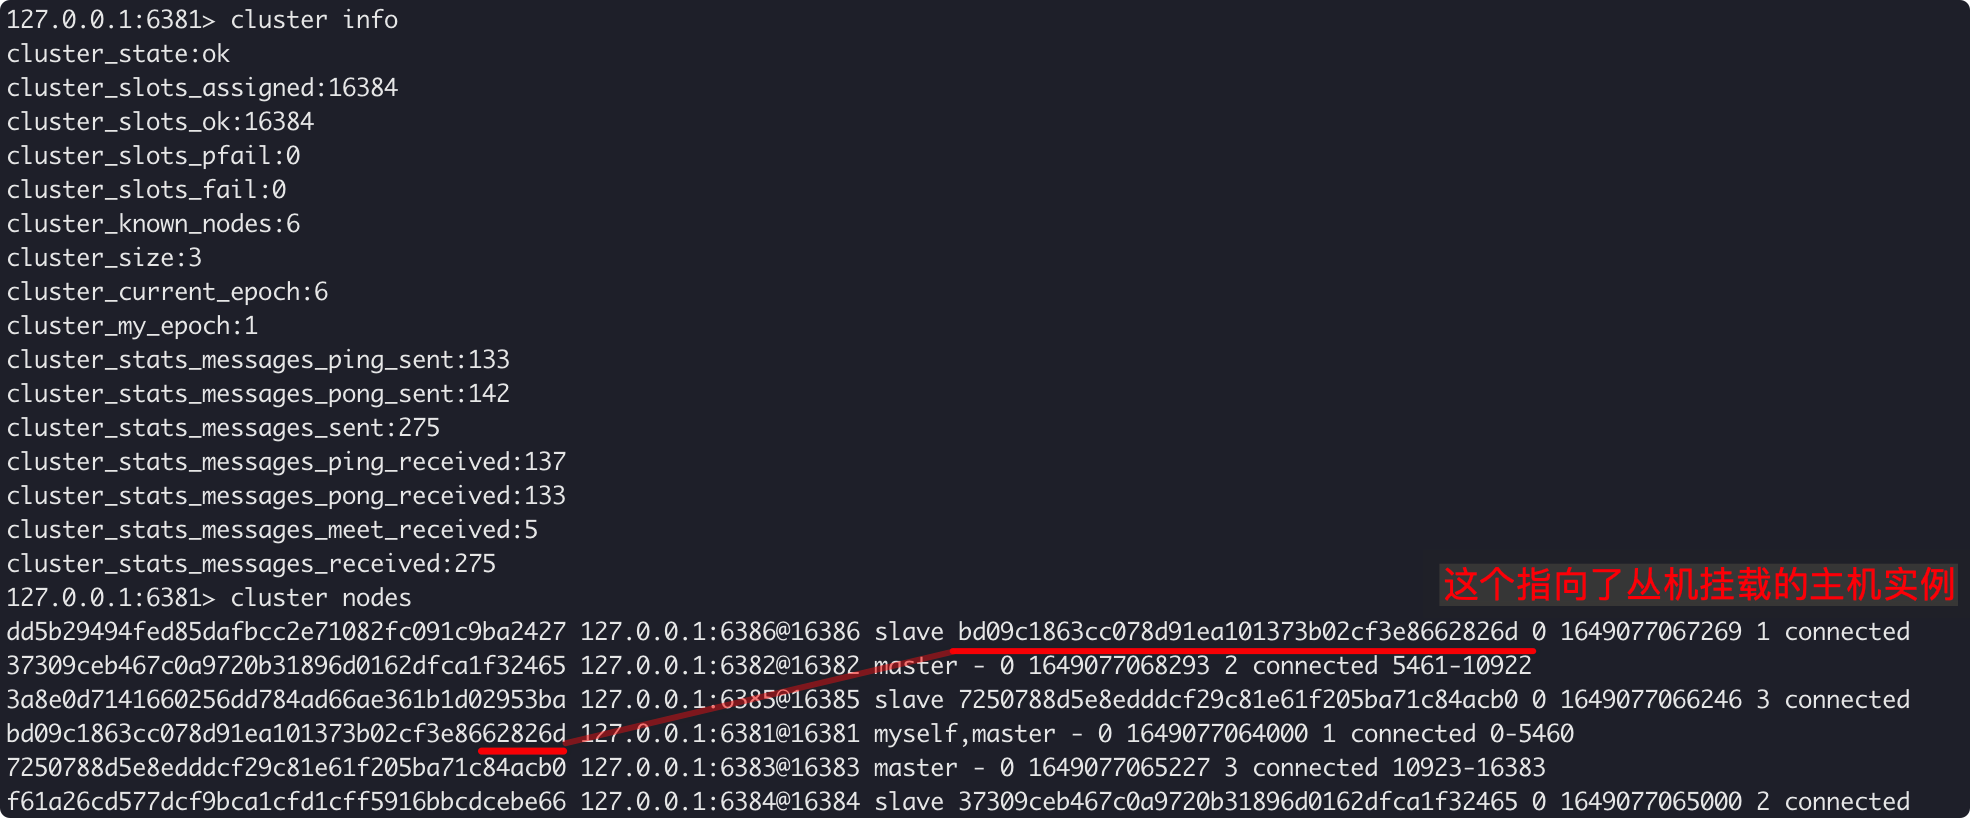 127.0.0.1:6381> cluster info
cluster_state:ok
cluster_slots_assigned:16384
cluster_slots_ok:16384
cluster_slots_pfail:0
cluster_slots_fail:0
cluster_known_nodes:6
cluster_size:3
cluster_current_epoch:6
cluster_my_epoch:1
cluster_stats_messages_ping_sent:133
cluster_stats_messages_pong_sent:142
cluster_stats_messages_sent:275
cluster_stats_messages_ping_received:137
cluster_stats_messages_pong_received:133
cluster_stats_messages_meet_received:5
cluster_stats_messages_received:275
127.0.0.1:6381> cluster nodes
这个指向了丛机挂载的主机实例
dd5b29494fed85dafbcc2e71082fc091c9ba2427 127.0.0.1:6386@16386 slave bd09c1863cc078d91ea101373b02cf3e8662826d 0 1649077067269 1 connected
37309ceb467c0a9720b31896d0162dfca1f32465 127.0.0.1:6382@16382 master - 0 1649077068293 2 connected 5461-10922
3a8e0d7141660256dd784ad66ae361b1d02953ba 127.0.0.1:6385@16385 slave 7250788d5e8edddcf29c81e61f205ba71c84acb0 0 1649077066246 3 connected
bd09c1863cc078d91ea101373b02cf3e8662826d 127.0.0.1:6381@16381 myself,master - 0 1649077064000 1 connected 0-5460
7250788d5e8edddcf29c81e61f205ba71c84acb0 127.0.0.1:6383@16383 master - 0 1649077065227 3 connected 10923-16383
f61a26cd577dcf9bca1cfd1cff5916bbcdcebe66 127.0.0.1:6384@16384 slave 37309ceb467c0a9720b31896d0162dfca1f32465 0 1649077065000 2 connected